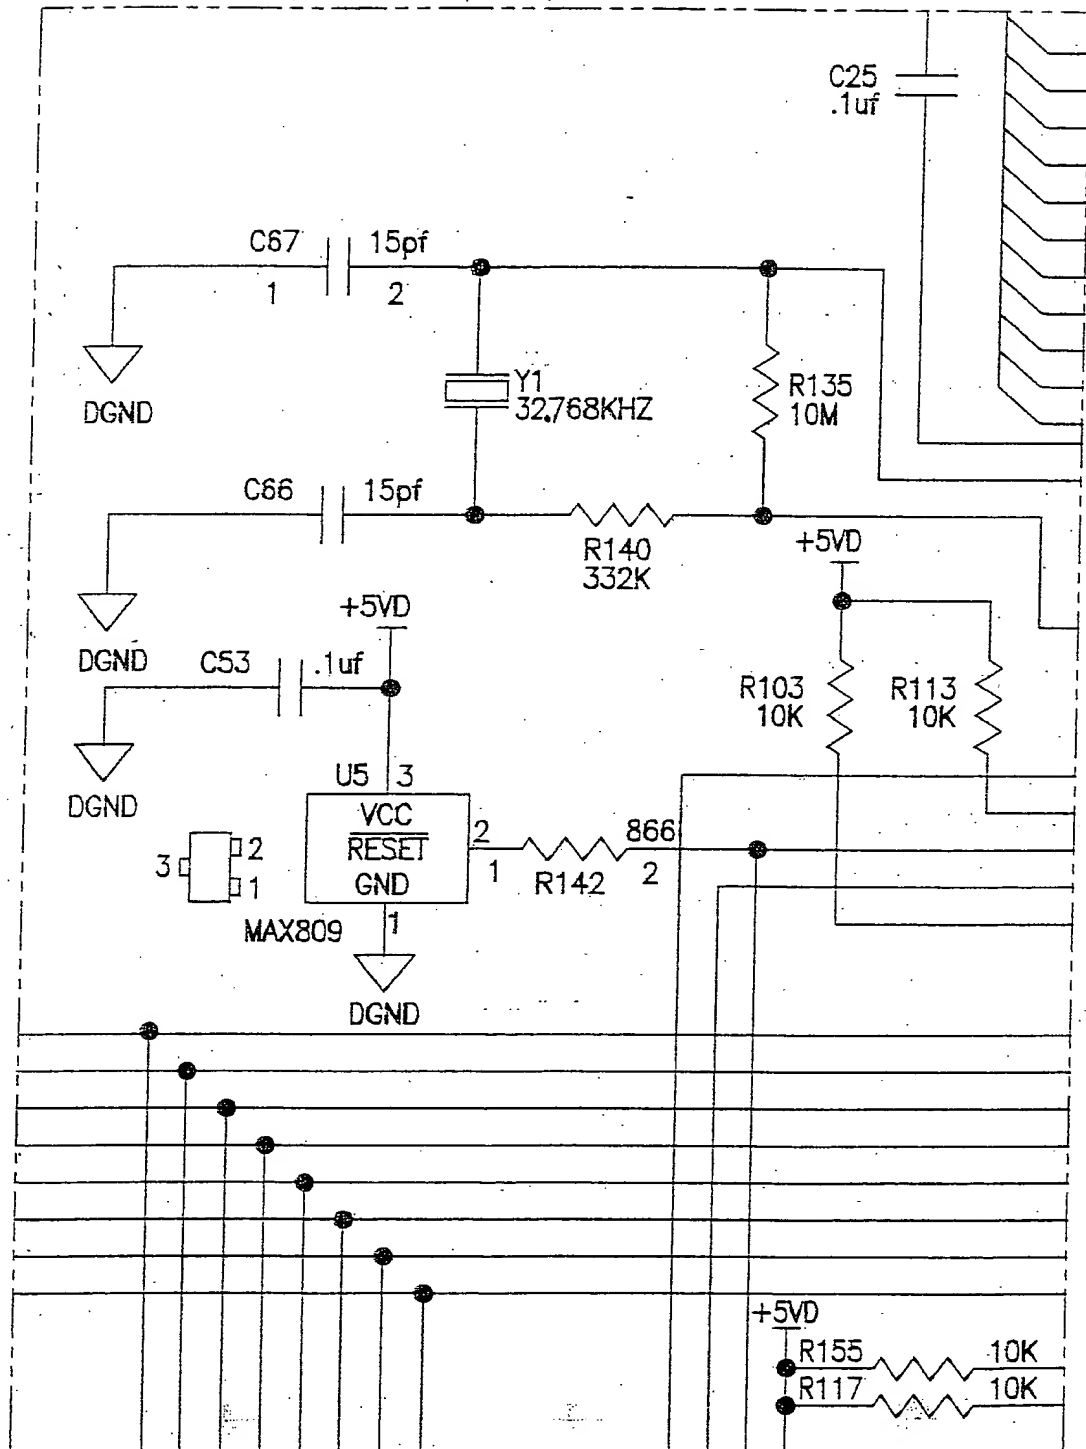 C25
.1uf
C67
15pf
1
2
DGND
Y1
32.768KHZ
R135
10M
C66
15pf
R140
332K
+5VD
DGND
+5VD
C53
.1uf
R103
10K
R113
10K
DGND
U5
3
VCC
RESET
GND
2
1
R142
866
2
3
2
1
MAX809
1
DGND
+5VD
R155
10K
R117
10K